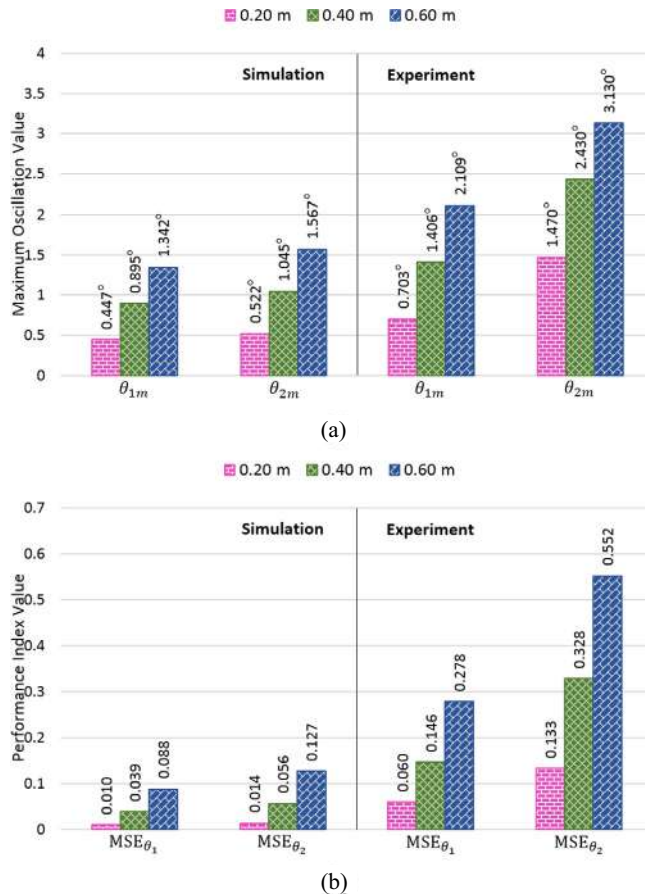 0.20 m 0.40 m 0.60 m
Maximum Oscillation Value
4
3.5
3
2.5
2
1.5
1
0.5
0
Simulation Experiment
0.447° 0.895° 1.342° 0.522° 1.045° 1.567° 0.703° 1.406° 2.109° 1.470° 2.430° 3.130°
θ₁ₘ θ₂ₘ θ₁ₘ θ₂ₘ
(a)
0.20 m 0.40 m 0.60 m
Performance Index Value
0.7
0.6
0.5
0.4
0.3
0.2
0.1
0
Simulation Experiment
0.010 0.039 0.088 0.014 0.056 0.127 0.060 0.146 0.278 0.133 0.328 0.552
MSE_θ₁ MSE_θ₂ MSE_θ₁ MSE_θ₂
(b)